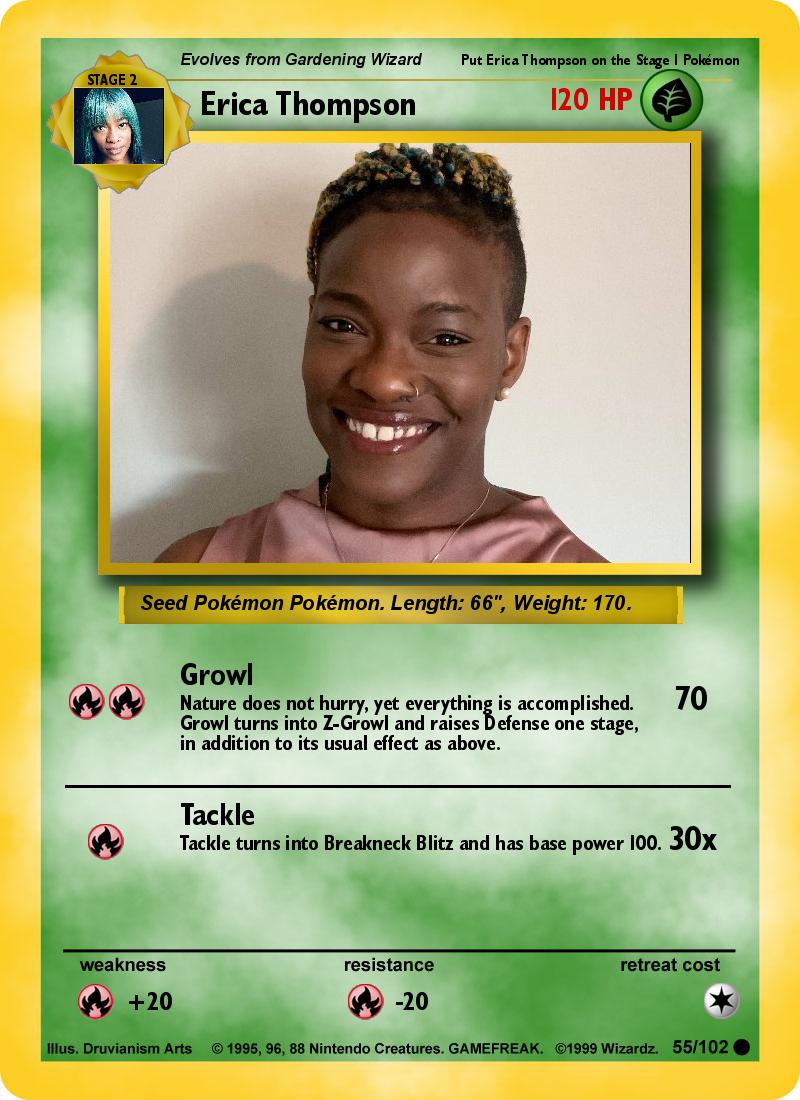 Evolves from Gardening Wizard
Put Erica Thompson on the Stage 1 Pokémon
STAGE 2
Erica Thompson
120 HP
Seed Pokémon Pokémon. Length: 66", Weight: 170.
Growl
Nature does not hurry, yet everything is accomplished.
Growl turns into Z-Growl and raises Defense one stage,
in addition to its usual effect as above.
70
Tackle
Tackle turns into Breakneck Blitz and has base power 100.
30x
weakness
resistance
retreat cost
+20
-20
Illus. Druvianism Arts
© 1995, 96, 88 Nintendo Creatures. GAMEFREAK.
©1999 Wizardz.
55/102